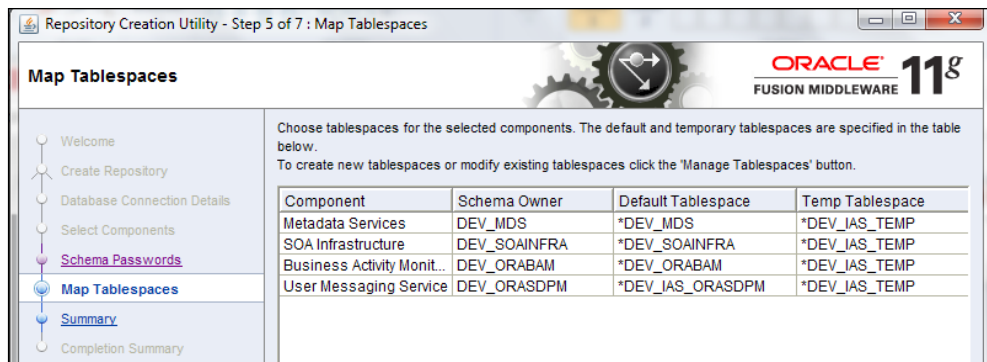 Repository Creation Utility - Step 5 of 7 : Map Tablespaces
Map Tablespaces
ORACLE
FUSION MIDDLEWARE
11g
Welcome
Create Repository
Database Connection Details
Select Components
Schema Passwords
Map Tablespaces
Summary
Completion Summary
Choose tablespaces for the selected components. The default and temporary tablespaces are specified in the table
below.
To create new tablespaces or modify existing tablespaces click the 'Manage Tablespaces' button.
Component Schema Owner Default Tablespace Temp Tablespace
Metadata Services DEV_MDS *DEV_MDS *DEV_IAS_TEMP
SOA Infrastructure DEV_SOAINFRA *DEV_SOAINFRA *DEV_IAS_TEMP
Business Activity Monit... DEV_ORABAM *DEV_ORABAM *DEV_IAS_TEMP
User Messaging Service DEV_ORASDPM *DEV_IAS_ORASDPM *DEV_IAS_TEMP